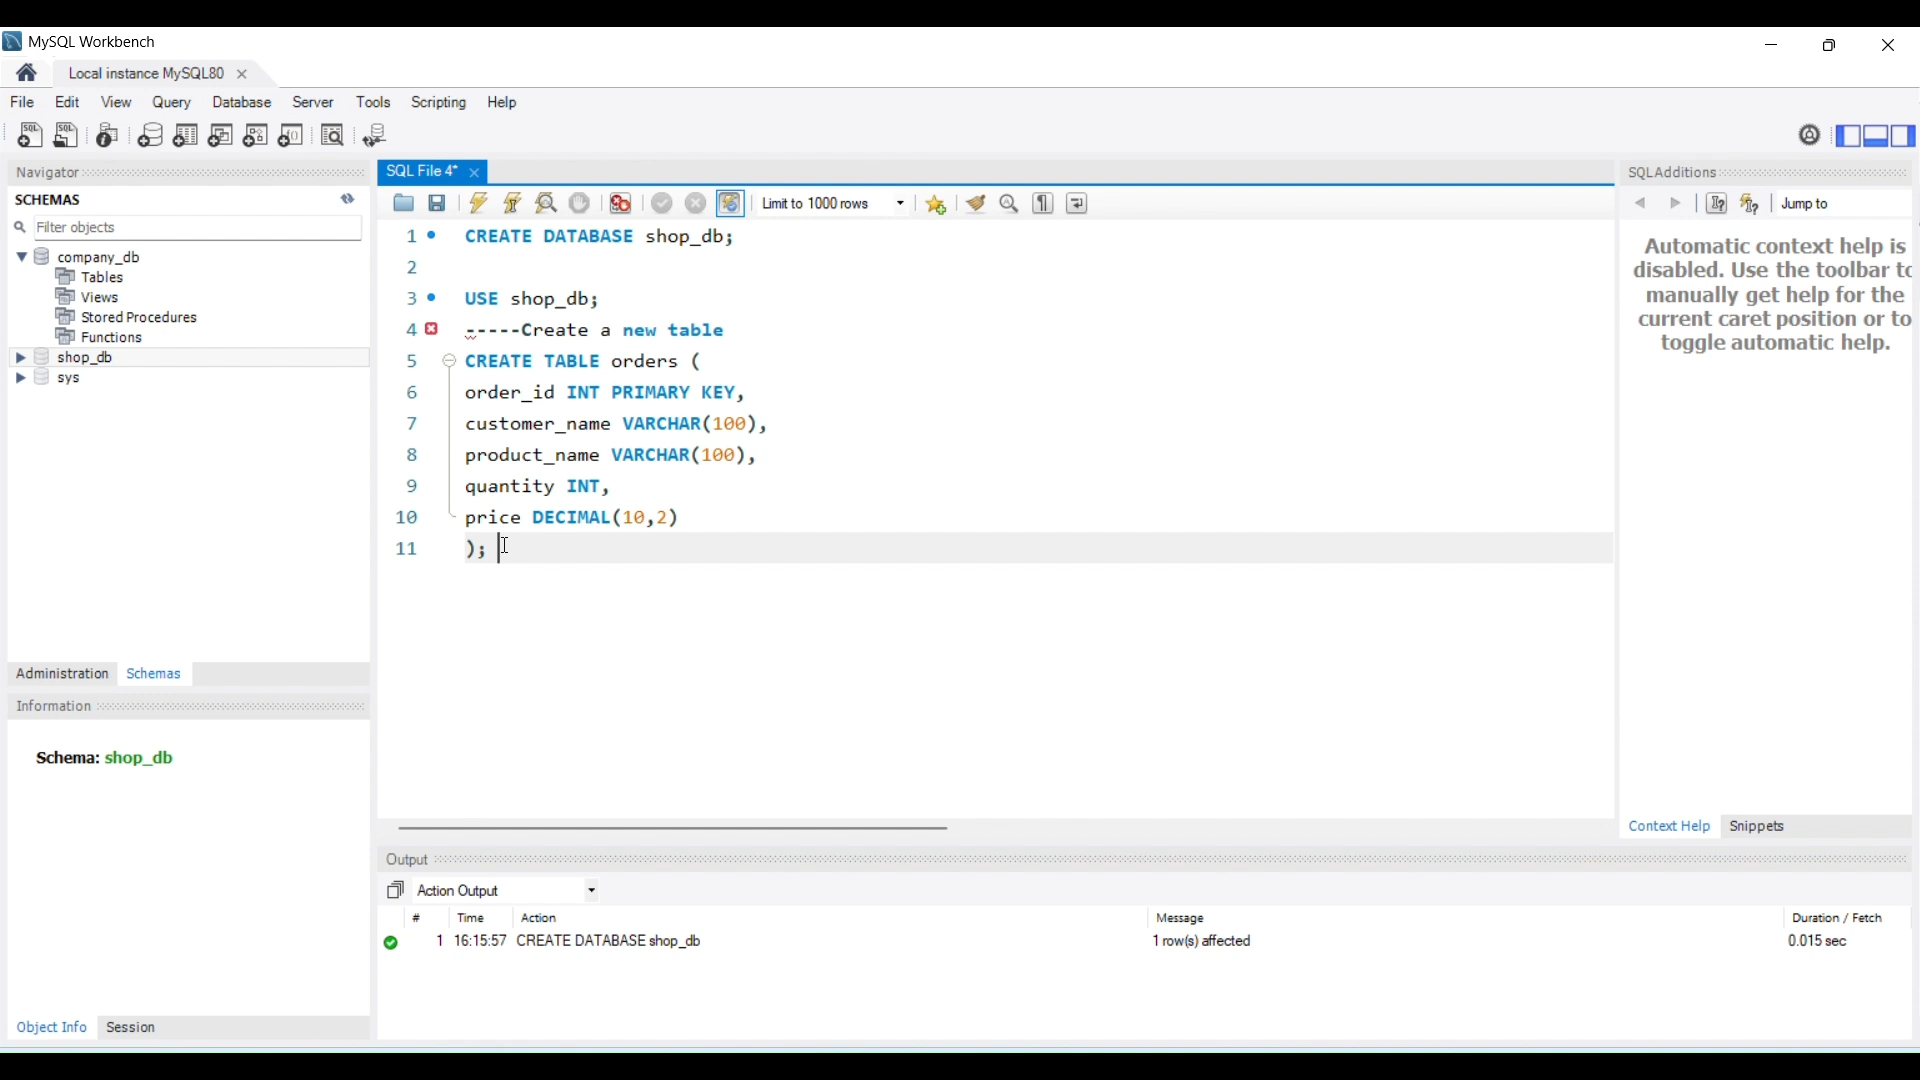 MySQL Workbench
Local instance MySQL80
File Edit View Query Database Server Tools Scripting Help
Navigator
SCHEMAS
Filter objects
company_db
Tables
Views
Stored Procedures
Functions
shop_db
sys
Administration Schemas
Information
Schema: shop_db
Object Info Session
SQL File 4*
Limit to 1000 rows
1 CREATE DATABASE shop_db;
2
3 USE shop_db;
4 -----Create a new table
5 CREATE TABLE orders (
6 order_id INT PRIMARY KEY,
7 customer_name VARCHAR(100),
8 product_name VARCHAR(100),
9 quantity INT,
10 price DECIMAL(10,2)
11 );
SQLAdditions
Jump to
Automatic context help is
disabled. Use the toolbar to
manually get help for the
current caret position or to
toggle automatic help.
Context Help Snippets
Output
Action Output
# Time Action Message Duration / Fetch
1 16:15:57 CREATE DATABASE shop_db 1 row(s) affected 0.015 sec